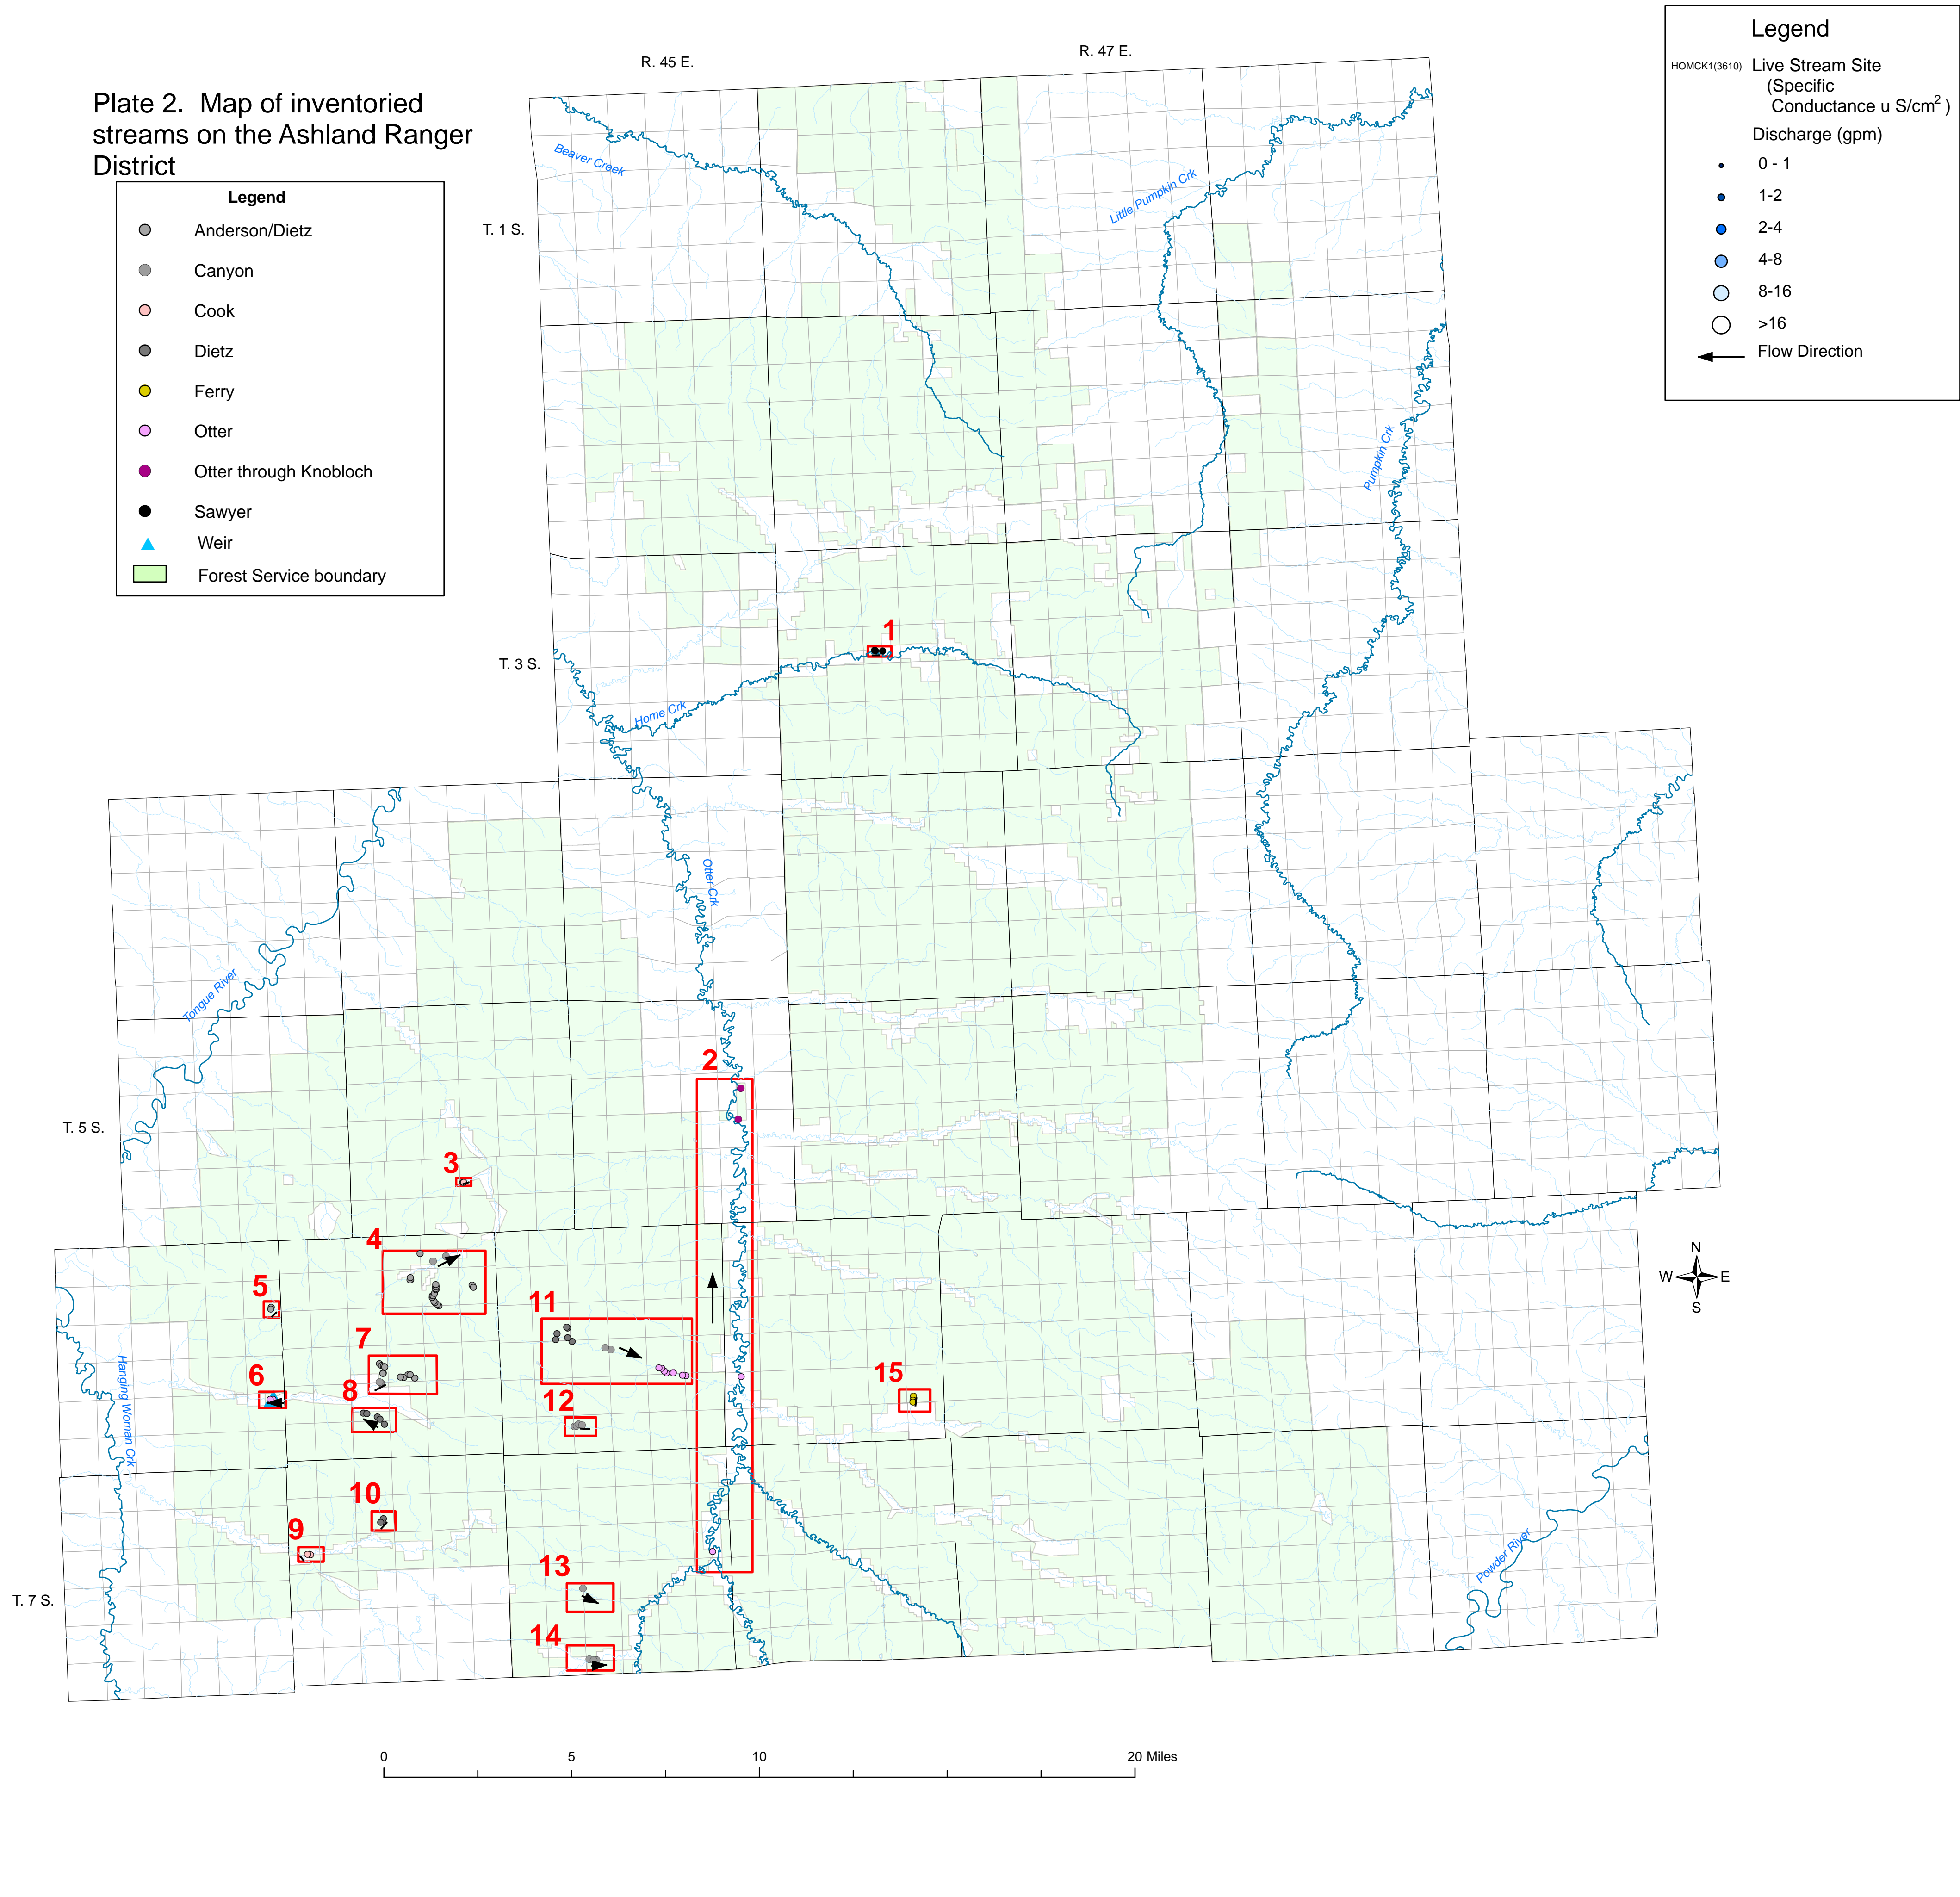 Plate 2. Map of inventoried
streams on the Ashland Ranger
District
Legend
Anderson/Dietz
Canyon
Cook
Dietz
Ferry
Otter
Otter through Knobloch
Sawyer
Weir
Forest Service boundary
Legend
HOMCK1(3610) Live Stream Site
(Specific
Conductance u S/cm2 )
Discharge (gpm)
0 - 1
1-2
2-4
4-8
8-16
>16
Flow Direction
R. 45 E.
R. 47 E.
T. 1 S.
T. 3 S.
T. 5 S.
T. 7 S.
Beaver Creek
Little Pumpkin Crk
Pumpkin Crk
Home Crk
Otter Crk
Tongue River
Hanging Woman Crk
Powder River
1
2
3
4
5
11
7
6
8
12
15
10
9
13
14
N
W E
S
0 5 10 20 Miles